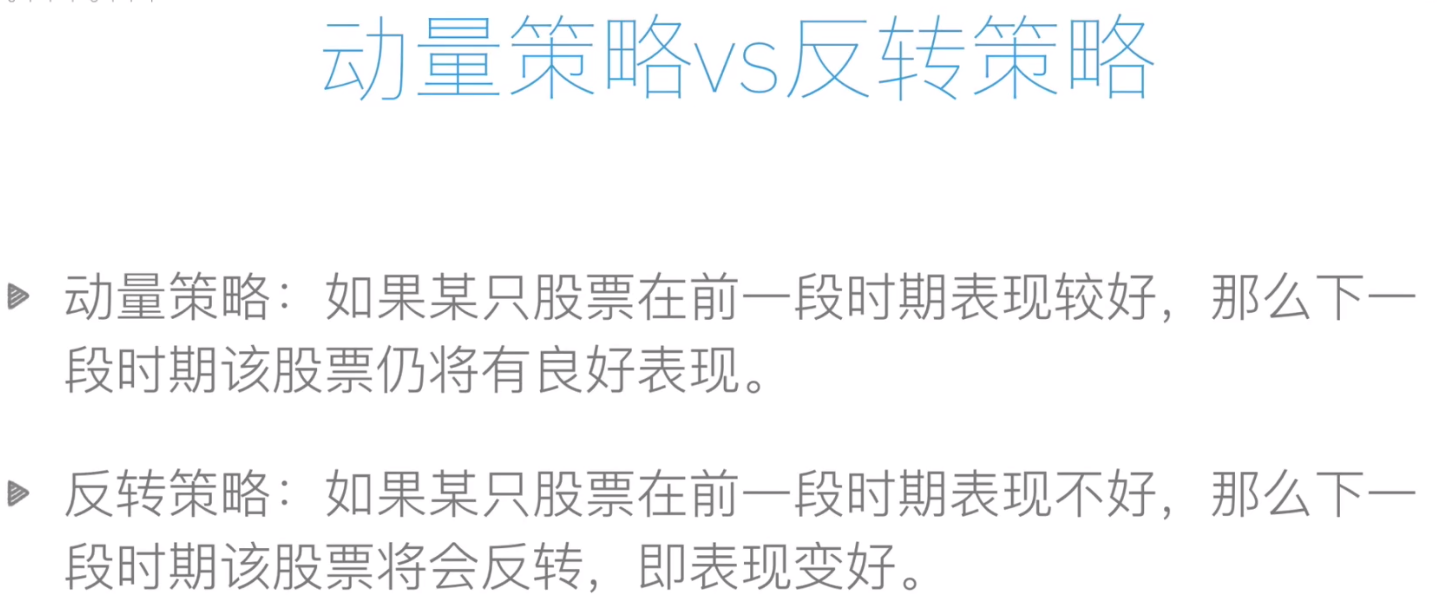 动量策略vs反转策略
动量策略：如果某只股票在前一段时期表现较好，那么下一
段时期该股票仍将有良好表现。
反转策略：如果某只股票在前一段时期表现不好，那么下一
段时期该股票将会反转，即表现变好。